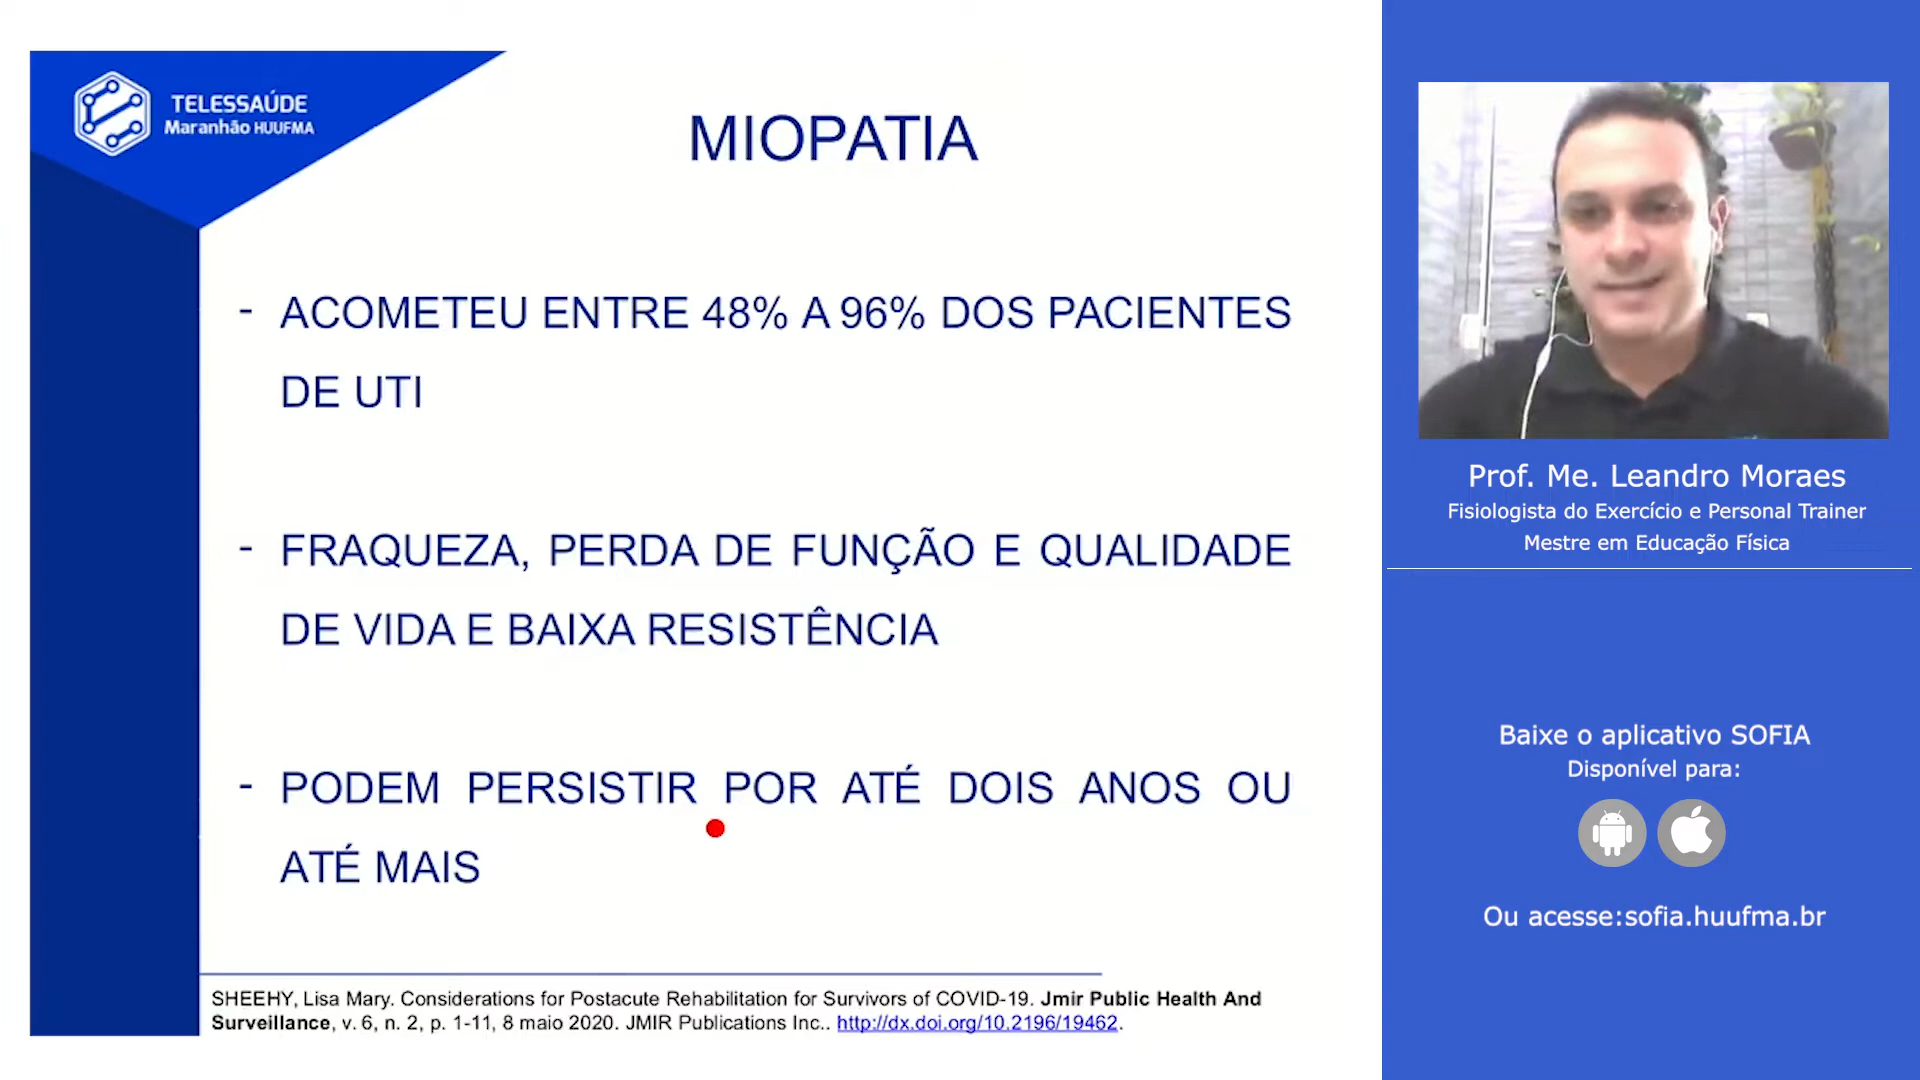 TELESSAÚDE
Maranhão HUUFMA
MIOPATIA
- ACOMETEU ENTRE 48% A 96% DOS PACIENTES
DE UTI
- FRAQUEZA, PERDA DE FUNÇÃO E QUALIDADE
DE VIDA E BAIXA RESISTÊNCIA
- PODEM PERSISTIR POR ATÉ DOIS ANOS OU
ATÉ MAIS
SHEEHY, Lisa Mary. Considerations for Postacute Rehabilitation for Survivors of COVID-19. Jmir Public Health And
Surveillance, v. 6, n. 2, p. 1-11, 8 maio 2020. JMIR Publications Inc.. http://dx.doi.org/10.2196/19462.
Prof. Me. Leandro Moraes
Fisiologista do Exercício e Personal Trainer
Mestre em Educação Física
Baixe o aplicativo SOFIA
Disponível para:
Ou acesse:sofia.huufma.br